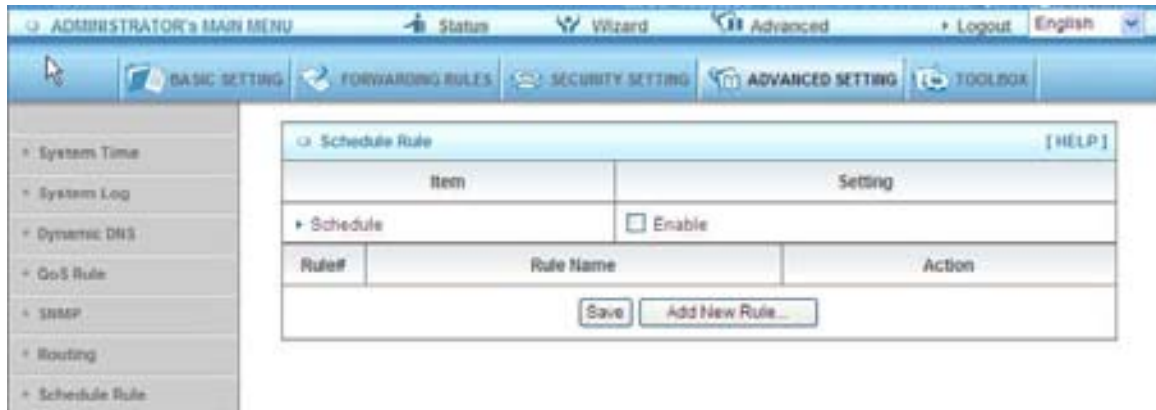 ADMINISTRATOR's MAIN MENU Status Wizard Advanced Logout English
BASIC SETTING FORWARDING RULES SECURITY SETTING ADVANCED SETTING TOOLBOX
System Time
System Log
Dynamic DNS
QoS Rule
SNMP
Routing
Schedule Rule
Schedule Rule [HELP]
Item Setting
Schedule Enable
Rule# Rule Name Action
Save Add New Rule...